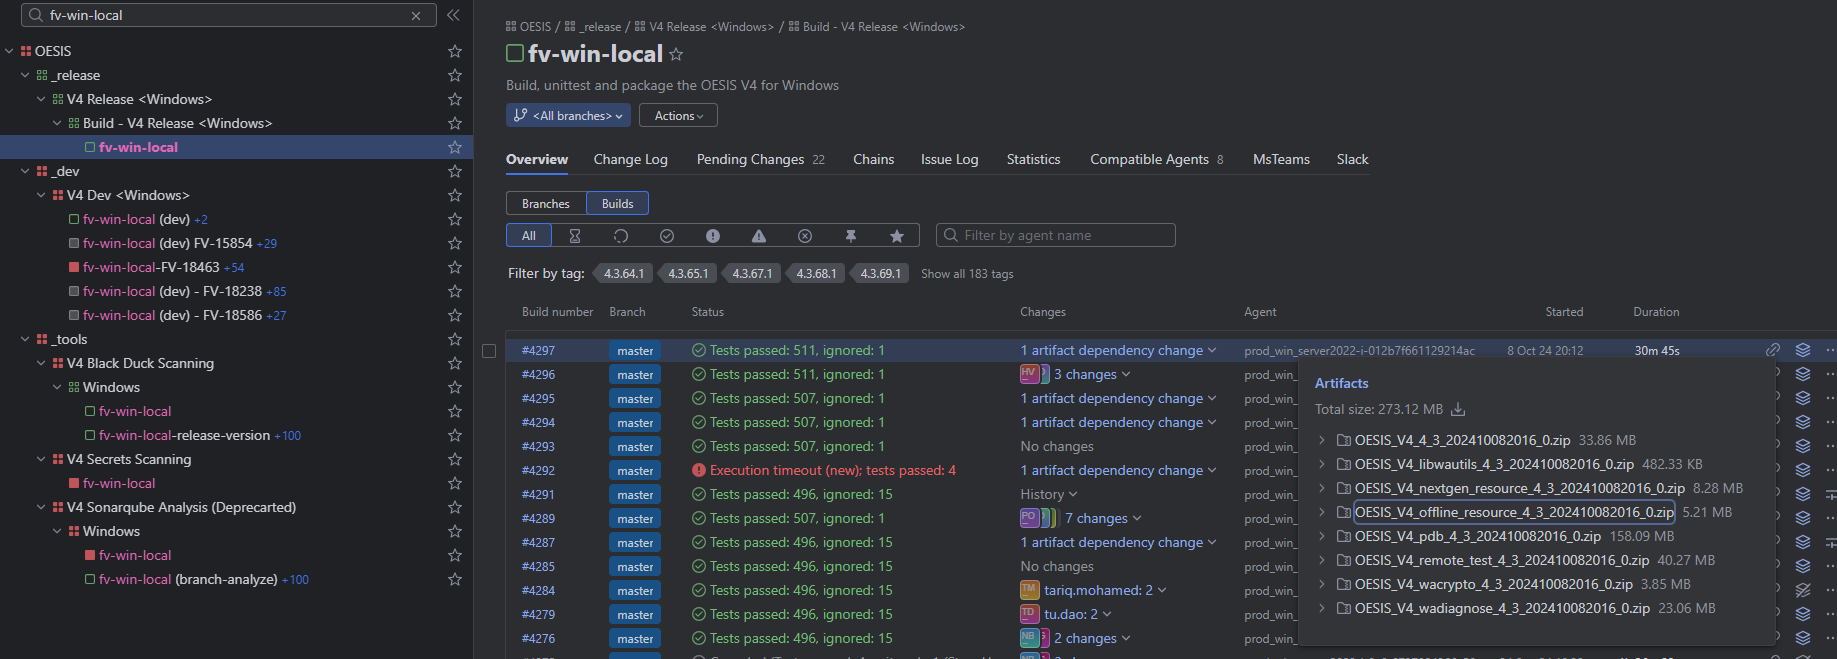 fv-win-local
OESIS
_release
V4 Release <Windows>
Build - V4 Release <Windows>
fv-win-local
_dev
V4 Dev <Windows>
fv-win-local (dev) +2
fv-win-local (dev) FV-15854 +29
fv-win-local-FV-18463 +54
fv-win-local (dev) - FV-18238 +85
fv-win-local (dev) - FV-18586 +27
_tools
V4 Black Duck Scanning
Windows
fv-win-local
fv-win-local-release-version +100
V4 Secrets Scanning
fv-win-local
V4 Sonarqube Analysis (Deprecarted)
Windows
fv-win-local
fv-win-local (branch-analyze) +100
OESIS / _release / V4 Release <Windows> / Build - V4 Release <Windows>
fv-win-local
Build, unittest and package the OESIS V4 for Windows
<All branches> Actions
Overview Change Log Pending Changes 22 Chains Issue Log Statistics Compatible Agents 8 MsTeams Slack
Branches Builds
All Filter by agent name
Filter by tag: 4.3.64.1 4.3.65.1 4.3.67.1 4.3.68.1 4.3.69.1 Show all 183 tags
Build number Branch Status Changes Agent Started Duration
#4297 master Tests passed: 511, ignored: 1 1 artifact dependency change prod_win_server2022-i-012b7f661129214ac 8 Oct 24 20:12 30m 45s
#4296 master Tests passed: 511, ignored: 1 HV 3 changes prod_win_
#4295 master Tests passed: 507, ignored: 1 1 artifact dependency change prod_win_
#4294 master Tests passed: 507, ignored: 1 1 artifact dependency change prod_win_
#4293 master Tests passed: 507, ignored: 1 No changes prod_win_
#4292 master Execution timeout (new); tests passed: 4 1 artifact dependency change prod_win_
#4291 master Tests passed: 496, ignored: 15 History prod_win_
#4289 master Tests passed: 507, ignored: 1 PO 7 changes prod_win_
#4287 master Tests passed: 496, ignored: 15 1 artifact dependency change prod_win_
#4285 master Tests passed: 496, ignored: 15 No changes prod_win_
#4284 master Tests passed: 496, ignored: 15 TM tariq.mohamed: 2 prod_win_
#4279 master Tests passed: 496, ignored: 15 TD tu.dao: 2 prod_win_
#4276 master Tests passed: 496, ignored: 15 NB 2 changes prod_win_
Artifacts
Total size: 273.12 MB
OESIS_V4_4_3_202410082016_0.zip 33.86 MB
OESIS_V4_libwautils_4_3_202410082016_0.zip 482.33 KB
OESIS_V4_nextgen_resource_4_3_202410082016_0.zip 8.28 MB
OESIS_V4_offline_resource_4_3_202410082016_0.zip 5.21 MB
OESIS_V4_pdb_4_3_202410082016_0.zip 158.09 MB
OESIS_V4_remote_test_4_3_202410082016_0.zip 40.27 MB
OESIS_V4_wacrypto_4_3_202410082016_0.zip 3.85 MB
OESIS_V4_wadiagnose_4_3_202410082016_0.zip 23.06 MB